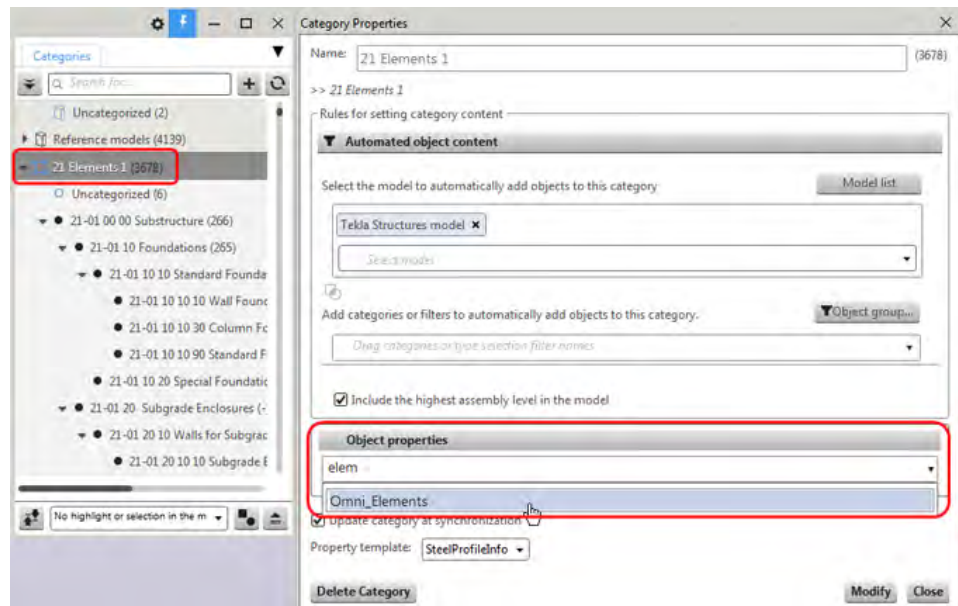 Categories
Search for...
Uncategorized (2)
Reference models (4139)
21 Elements 1 (3678)
Uncategorized (6)
21-01 00 00 Substructure (266)
21-01 10 Foundations (265)
21-01 10 10 Standard Founda
21-01 10 10 10 Wall Found
21-01 10 10 30 Column Fc
21-01 10 10 90 Standard F
21-01 10 20 Special Foundatic
21-01 20 Subgrade Enclosures (-
21-01 20 10 Walls for Subgrac
21-01 20 10 10 Subgrade E
No highlight or selection in the m
Category Properties
Name: 21 Elements 1 (3678)
>> 21 Elements 1
Rules for setting category content
Automated object content
Select the model to automatically add objects to this category Model list
Tekla Structures model
Select model
Add categories or filters to automatically add objects to this category. Object group...
Drag categories or type selection filter names
Include the highest assembly level in the model
Object properties
elem
Omni_Elements
Update category at synchronization
Property template: SteelProfileInfo
Delete Category Modify Close